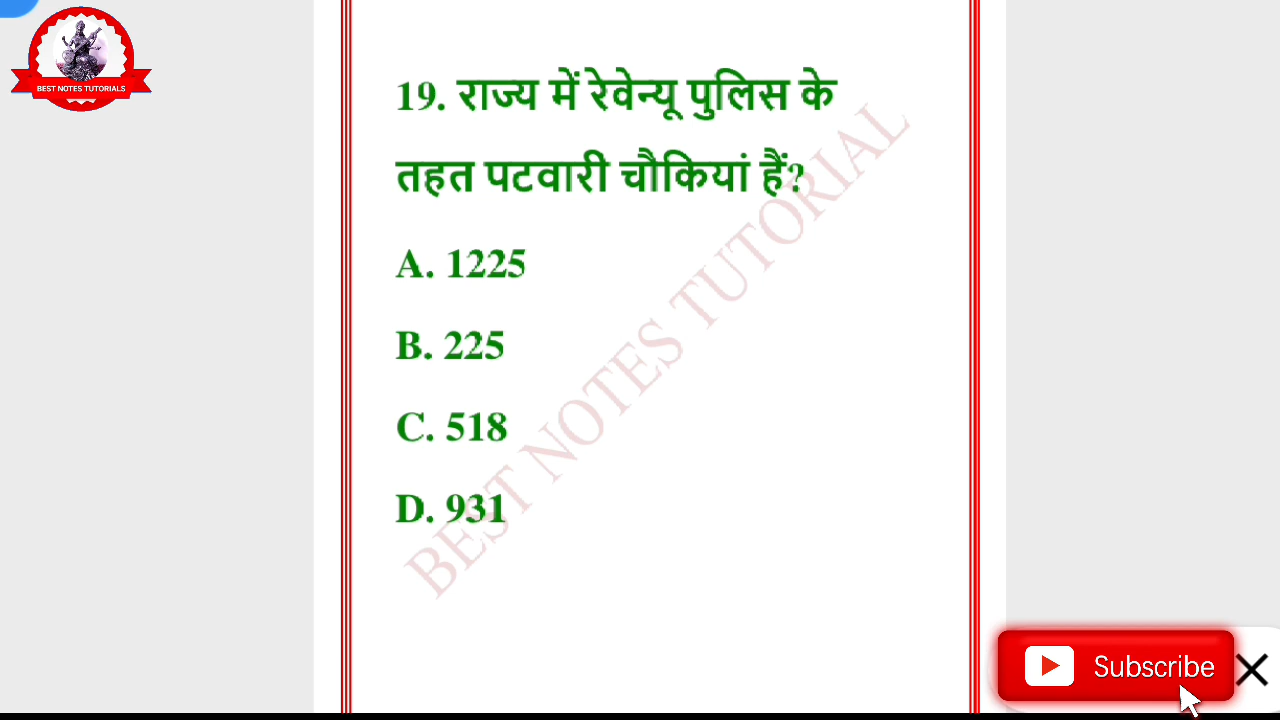 BEST NOTES TUTORIALS
19. राज्य में रेवेन्यू पुलिस के
तहत पटवारी चौकियां हैं?
A. 1225
B. 225
C. 518
D. 931
BEST NOTES TUTORIAL
Subscribe